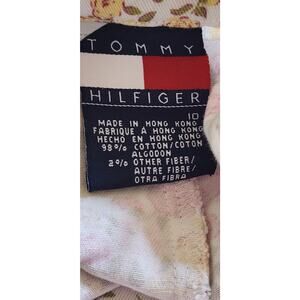 TOMMY
HILFIGER
10
MADE IN HONG KONG
FABRIQUE A HONG KONG
HECHO EN HONG KONG
98% COTTON/COTON
ALGODON
2% OTHER FIBER/
AUTRE FIBRE/
OTRA FIBRA